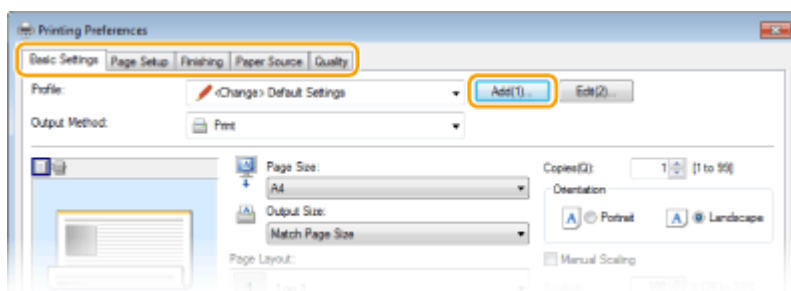 Printing Preferences
Basic Settings Page Setup Finishing Paper Source Quality
Profile: <Change> Default Settings Add(1)... Edit(2)...
Output Method: Print
Page Size: Copies(Q): 1 [1 to 99]
A4 Orientation
Output Size: A Portrait A Landscape
Match Page Size
Page Layout: Manual Scaling